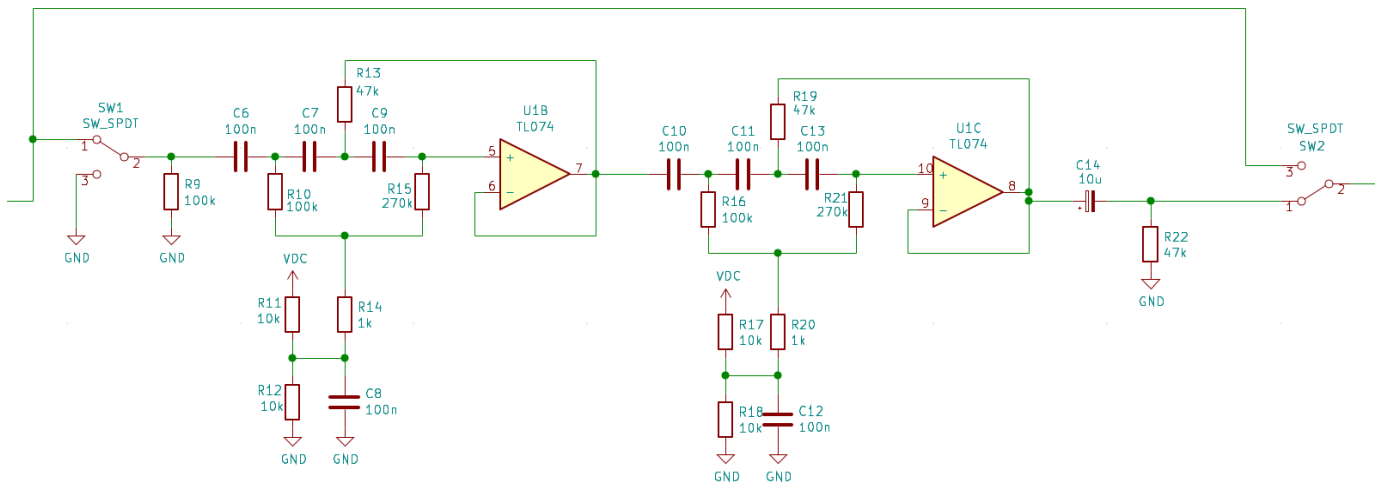 SW1
SW_SPDT
1
2
3
GND
R9
100k
GND
C6
100n
C7
100n
R13
47k
C9
100n
R10
100k
R15
270k
VDC
R11
10k
R14
1k
R12
10k
C8
100n
GND
GND
U1B
TL074
5
+
6
−
7
C10
100n
C11
100n
R19
47k
C13
100n
R16
100k
R21
270k
VDC
R17
10k
R20
1k
R18
10k
C12
100n
GND
GND
U1C
TL074
10
+
9
−
8
C14
10u
+
R22
47k
GND
SW_SPDT
SW2
3
2
1